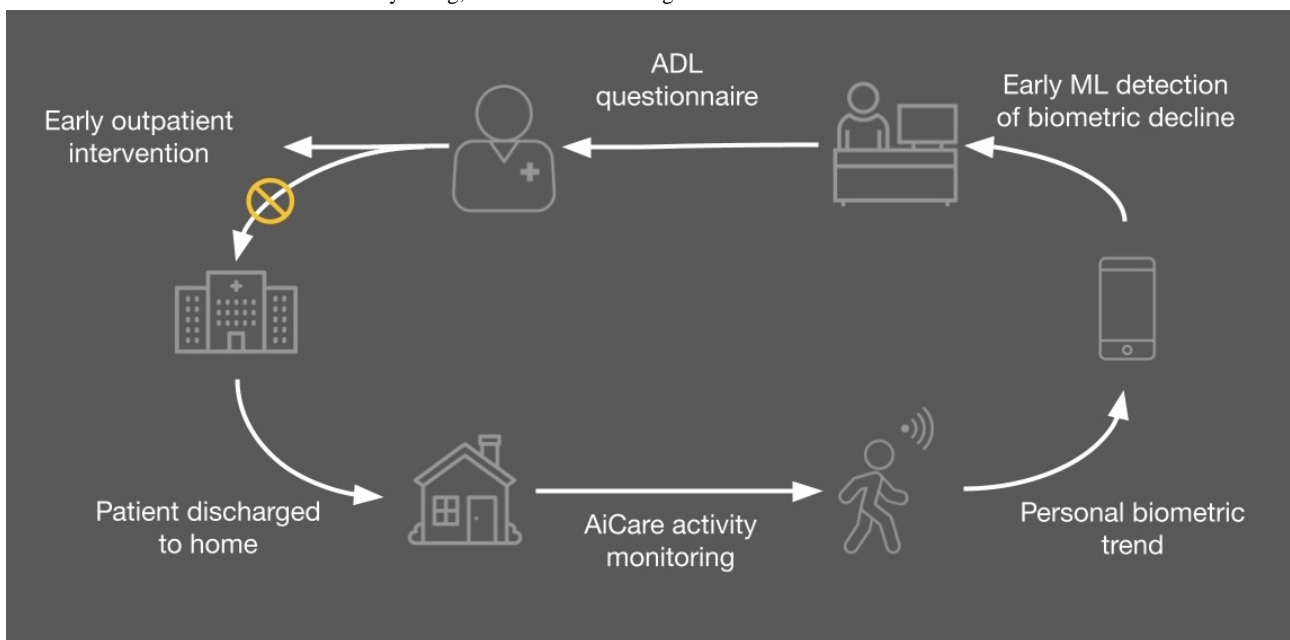 ADL
questionnaire
Early ML detection
of biometric decline
Early outpatient
intervention
Patient discharged
to home
AiCare activity
monitoring
Personal biometric
trend